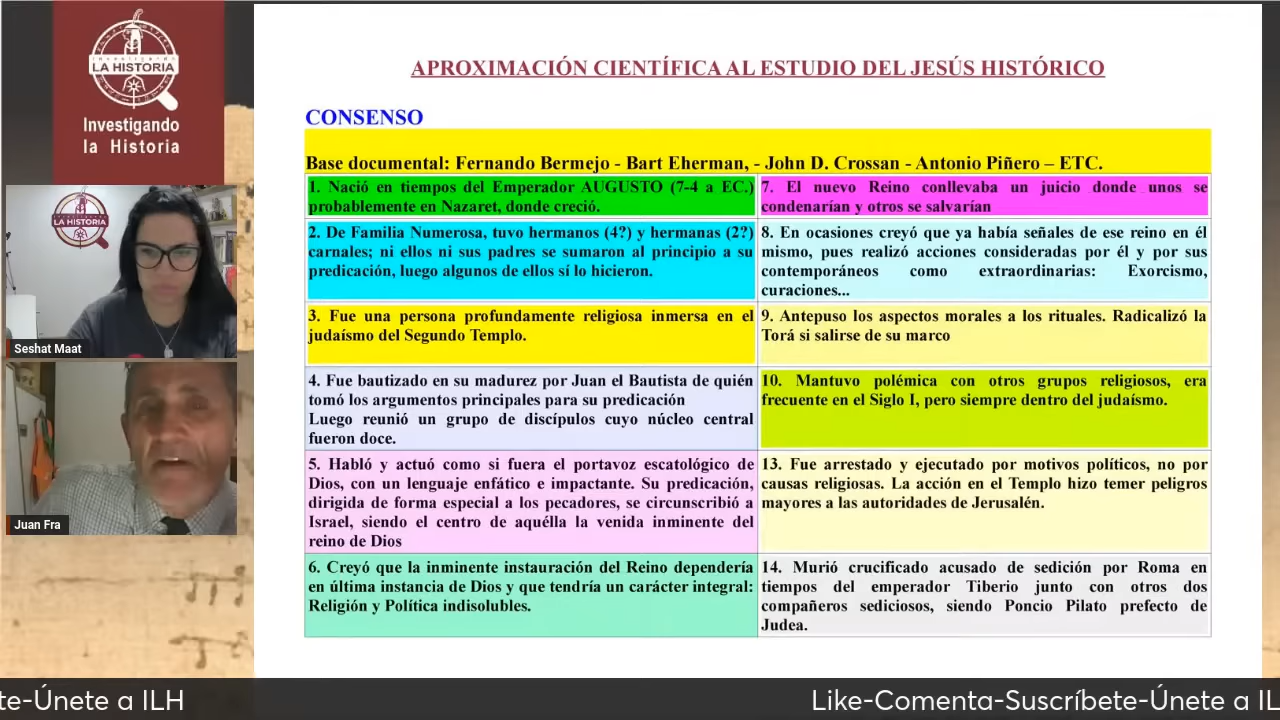 LA HISTORIA
Investigando
la Historia
LA HISTORIA
Seshat Maat
Juan Fra
APROXIMACIÓN CIENTÍFICA AL ESTUDIO DEL JESÚS HISTÓRICO
CONSENSO
Base documental: Fernando Bermejo - Bart Eherman, - John D. Crossan - Antonio Piñero – ETC.
1. Nació en tiempos del Emperador AUGUSTO (7-4 a EC.)
probablemente en Nazaret, donde creció.
2. De Familia Numerosa, tuvo hermanos (4?) y hermanas (2?)
carnales; ni ellos ni sus padres se sumaron al principio a su
predicación, luego algunos de ellos sí lo hicieron.
3. Fue una persona profundamente religiosa inmersa en el
judaísmo del Segundo Templo.
4. Fue bautizado en su madurez por Juan el Bautista de quién
tomó los argumentos principales para su predicación
Luego reunió un grupo de discípulos cuyo núcleo central
fueron doce.
5. Habló y actuó como si fuera el portavoz escatológico de
Dios, con un lenguaje enfático e impactante. Su predicación,
dirigida de forma especial a los pecadores, se circunscribió a
Israel, siendo el centro de aquélla la venida inminente del
reino de Dios
6. Creyó que la inminente instauración del Reino dependería
en última instancia de Dios y que tendría un carácter integral:
Religión y Política indisolubles.
7. El nuevo Reino conllevaba un juicio donde unos se
condenarían y otros se salvarían
8. En ocasiones creyó que ya había señales de ese reino en él
mismo, pues realizó acciones consideradas por él y por sus
contemporáneos como extraordinarias: Exorcismo,
curaciones...
9. Antepuso los aspectos morales a los rituales. Radicalizó la
Torá si salirse de su marco
10. Mantuvo polémica con otros grupos religiosos, era
frecuente en el Siglo I, pero siempre dentro del judaísmo.
13. Fue arrestado y ejecutado por motivos políticos, no por
causas religiosas. La acción en el Templo hizo temer peligros
mayores a las autoridades de Jerusalén.
14. Murió crucificado acusado de sedición por Roma en
tiempos del emperador Tiberio junto con otros dos
compañeros sediciosos, siendo Poncio Pilato prefecto de
Judea.
te-Únete a ILH
Like-Comenta-Suscríbete-Únete a IL